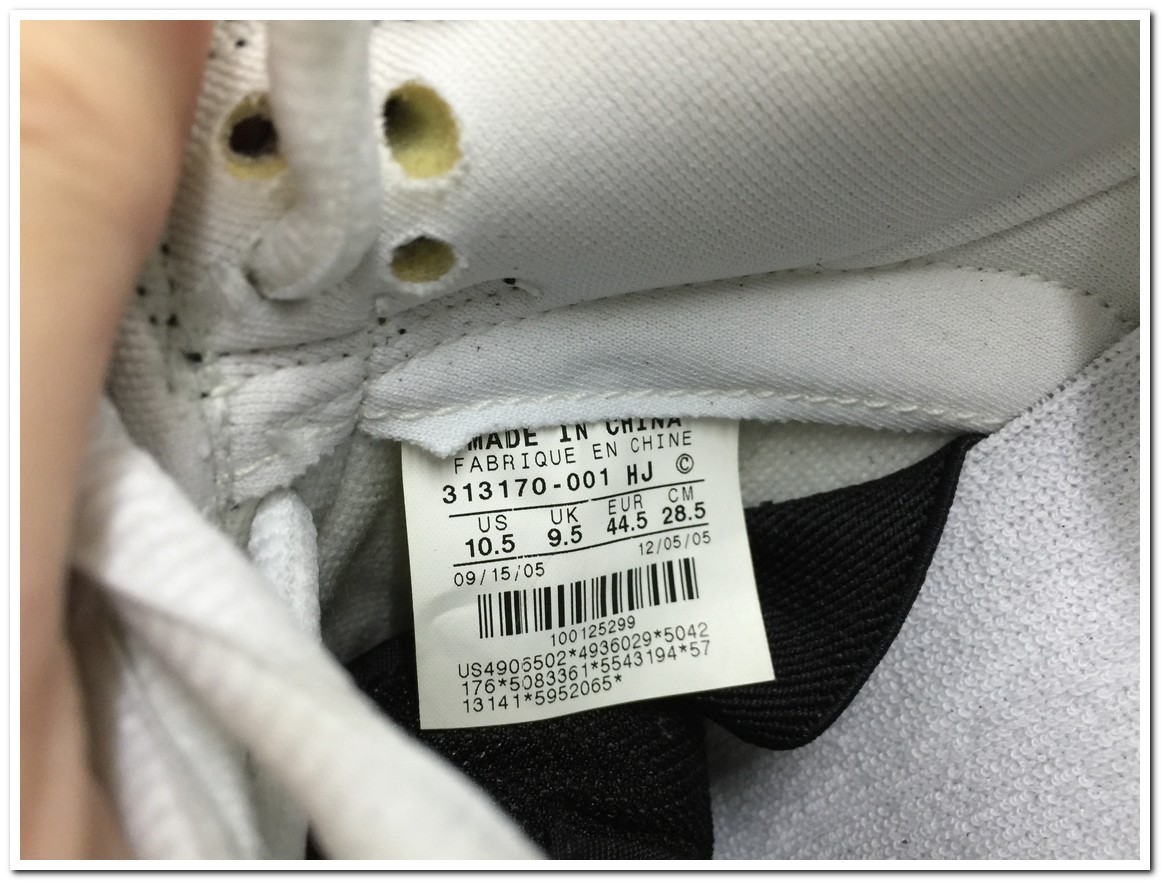 MADE IN CHINA
FABRIQUE EN CHINE
313170-001 HJ ©
US UK EUR CM
10.5 9.5 44.5 28.5
09/15/05 12/05/05
100125299
US4906502*4936029*5042
176*5083361*5543194*57
13141*5952065*